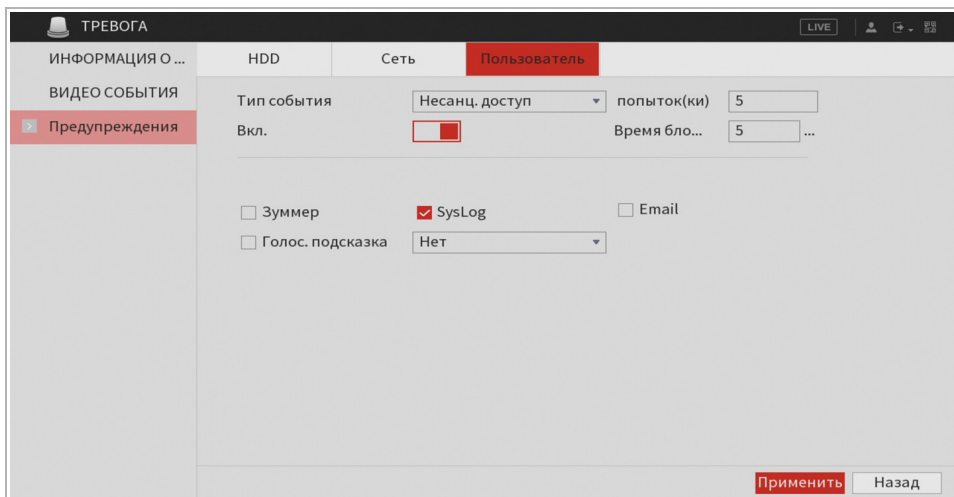 ТРЕВОГА
LIVE
ИНФОРМАЦИЯ О ...
HDD Сеть Пользователь
ВИДЕО СОБЫТИЯ
Тип события Несанц. доступ попыток(ки) 5
Предупреждения
Вкл. Время бло... 5 ...
Зуммер SysLog Email
Голос. подсказка Нет
Применить Назад